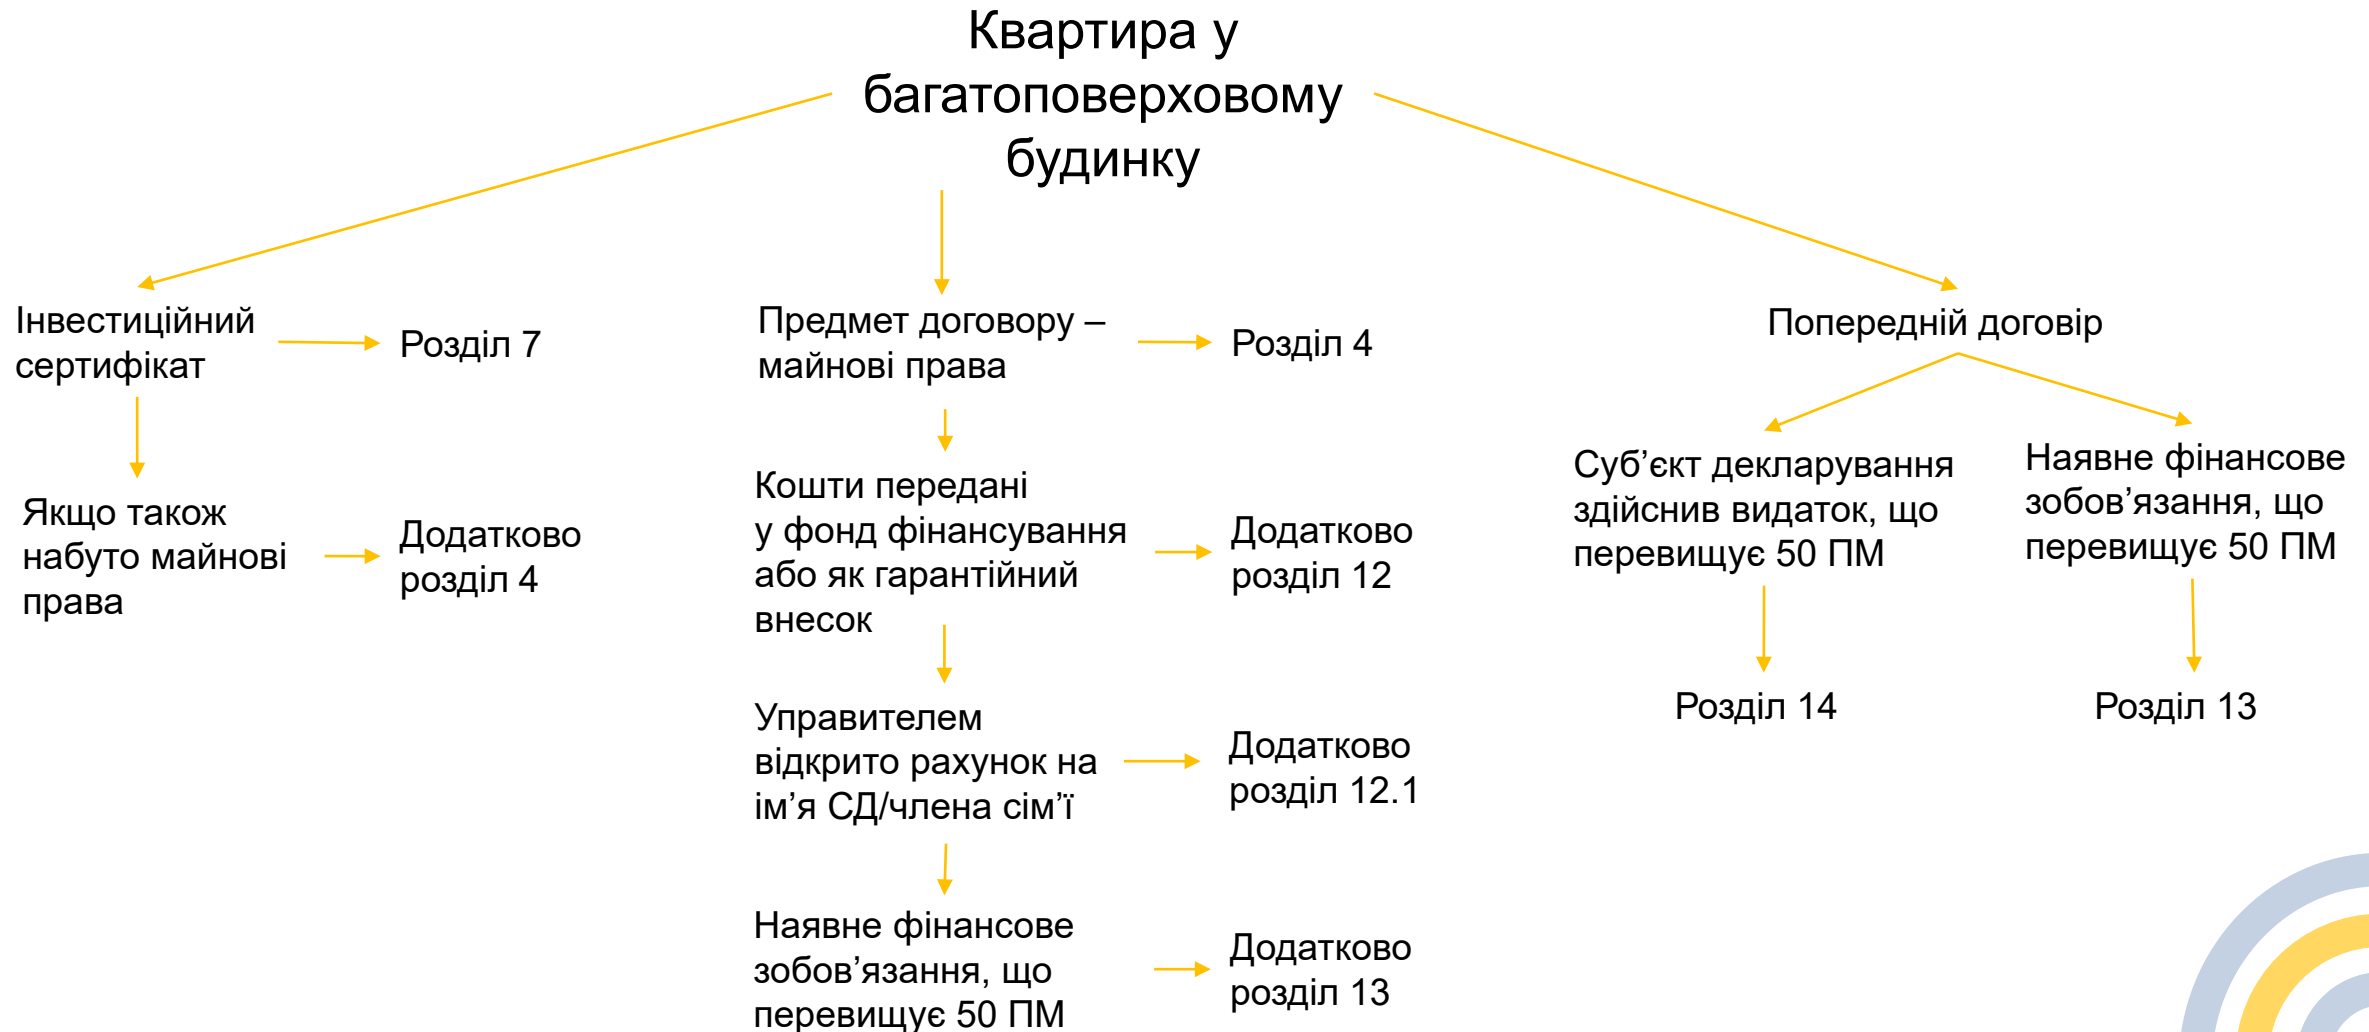 Квартира у
багатоповерховому
будинку
Інвестиційний
сертифікат
Розділ 7
Якщо також
набуто майнові
права
Додатково
розділ 4
Предмет договору –
майнові права
Розділ 4
Кошти передані
у фонд фінансування
або як гарантійний
внесок
Додатково
розділ 12
Управителем
відкрито рахунок на
ім’я СД/члена сім’ї
Додатково
розділ 12.1
Наявне фінансове
зобов’язання, що
перевищує 50 ПМ
Додатково
розділ 13
Попередній договір
Суб’єкт декларування
здійснив видаток, що
перевищує 50 ПМ
Розділ 14
Наявне фінансове
зобов’язання, що
перевищує 50 ПМ
Розділ 13